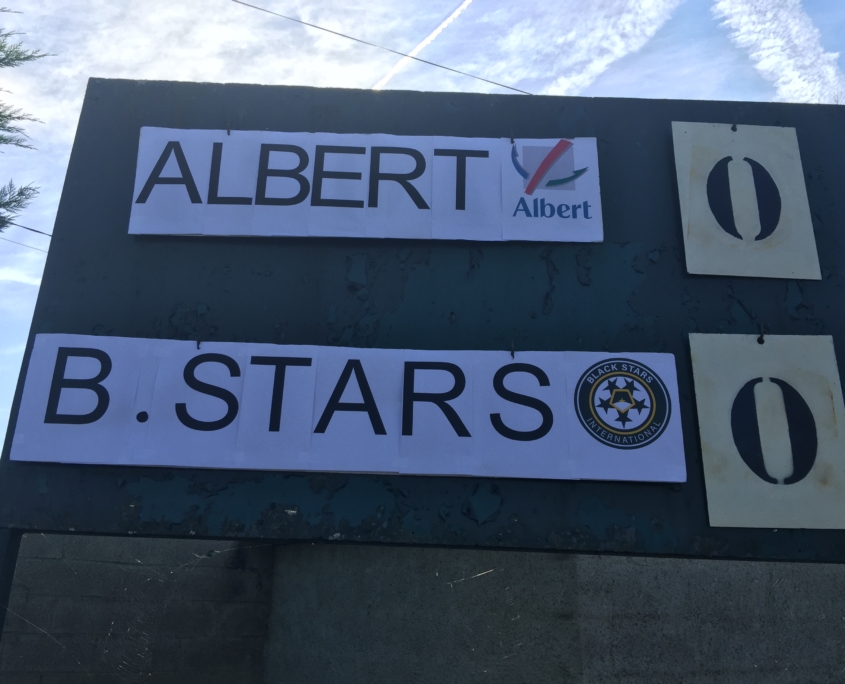 ALBERT Albert 0
B.STARS BLACK STARS INTERNATIONAL 0